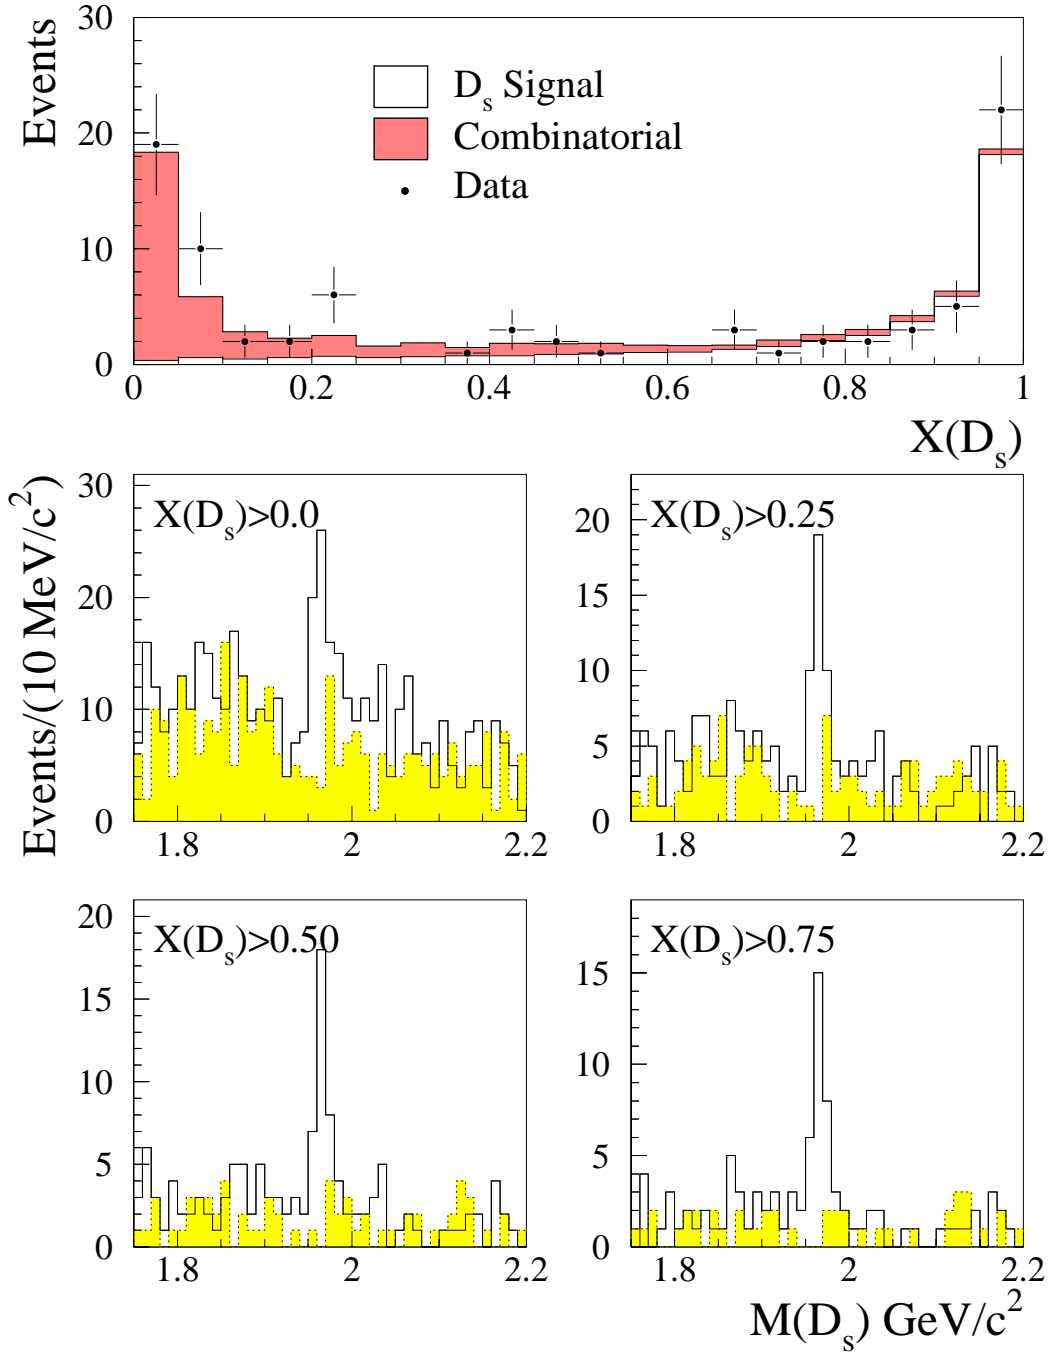 Events
30
20
10
0
D_s Signal
Combinatorial
Data
0 0.2 0.4 0.6 0.8 1
X(D_s)
Events/(10 MeV/c^2)
X(D_s)>0.0
30
20
10
0
1.8 2 2.2
X(D_s)>0.25
20
15
10
5
0
1.8 2 2.2
X(D_s)>0.50
20
15
10
5
0
1.8 2 2.2
X(D_s)>0.75
15
10
5
0
1.8 2 2.2
M(D_s) GeV/c^2